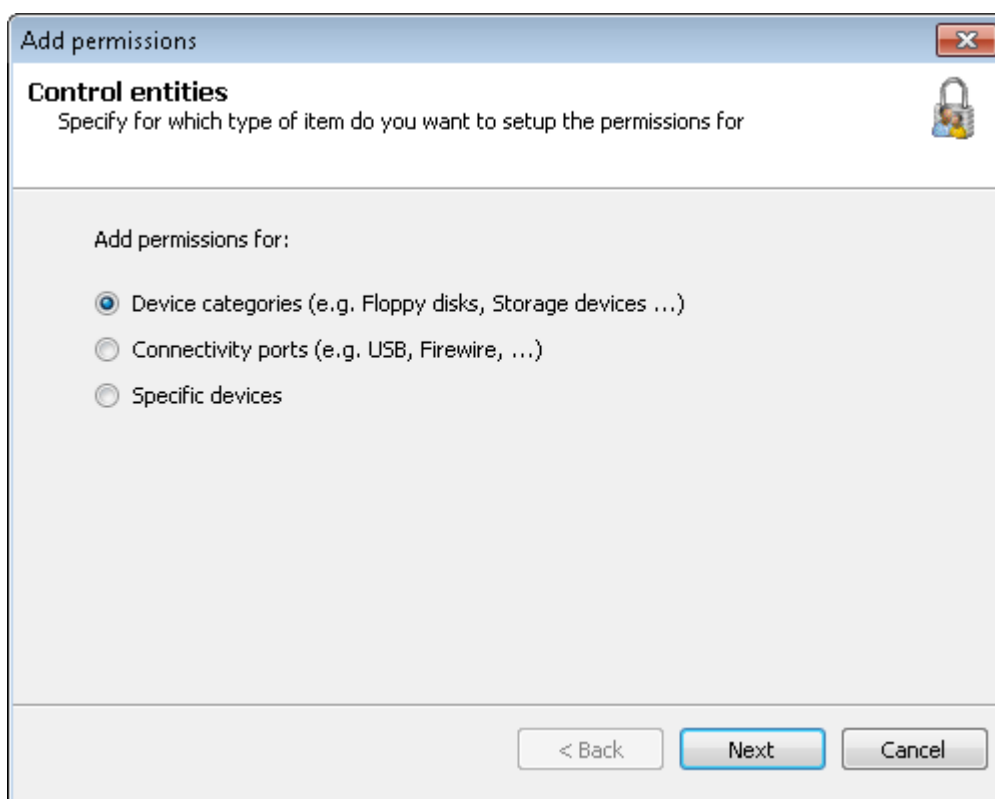 Add permissions
Control entities
Specify for which type of item do you want to setup the permissions for
Add permissions for:
Device categories (e.g. Floppy disks, Storage devices ...)
Connectivity ports (e.g. USB, Firewire, ...)
Specific devices
< Back Next Cancel